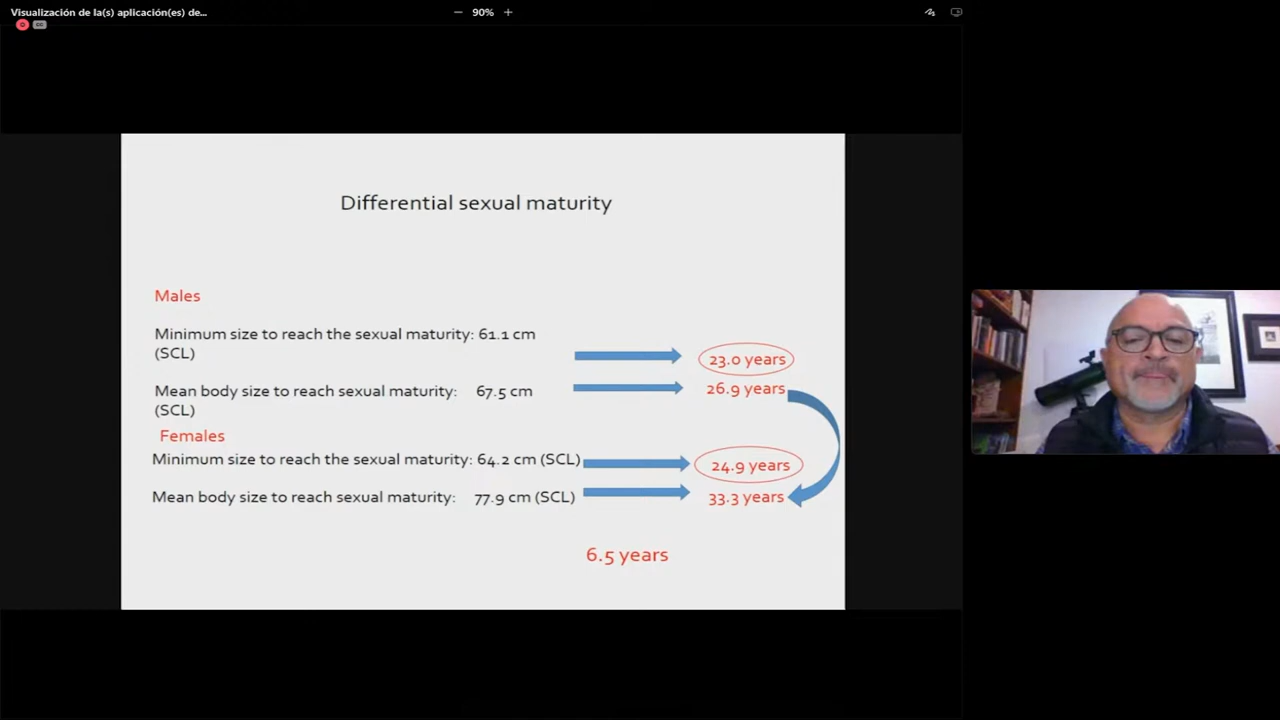 Visualización de la(s) aplicación(es) de...
− 90% +
CC
Differential sexual maturity
Males
Minimum size to reach the sexual maturity: 61.1 cm
(SCL)
23.0 years
Mean body size to reach sexual maturity: 67.5 cm
(SCL)
26.9 years
Females
Minimum size to reach the sexual maturity: 64.2 cm (SCL)
24.9 years
Mean body size to reach sexual maturity: 77.9 cm (SCL)
33.3 years
6.5 years